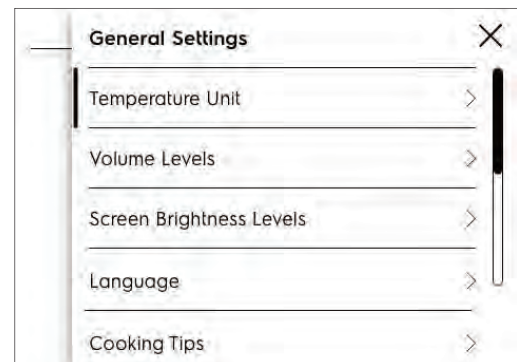 General Settings
Temperature Unit
Volume Levels
Screen Brightness Levels
Language
Cooking Tips